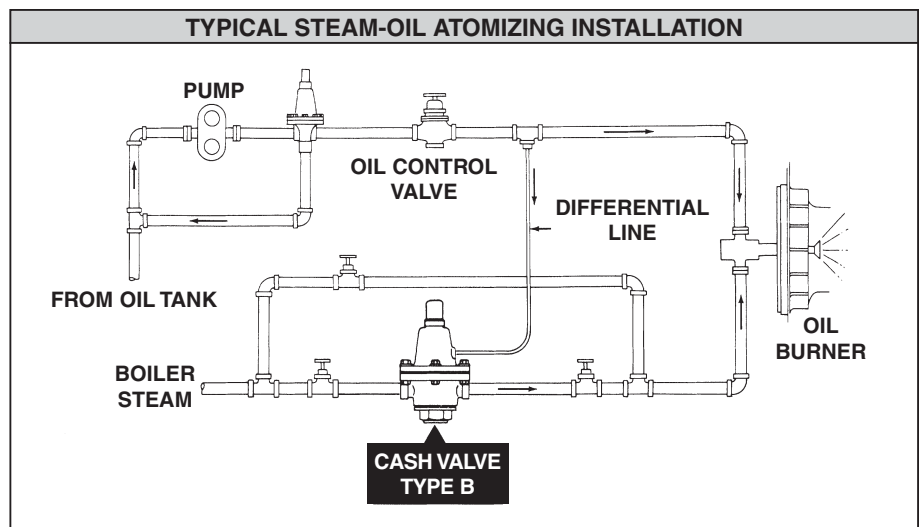 TYPICAL STEAM-OIL ATOMIZING INSTALLATION
PUMP
OIL CONTROL
VALVE
DIFFERENTIAL
LINE
FROM OIL TANK
OIL
BURNER
BOILER
STEAM
CASH VALVE
TYPE B